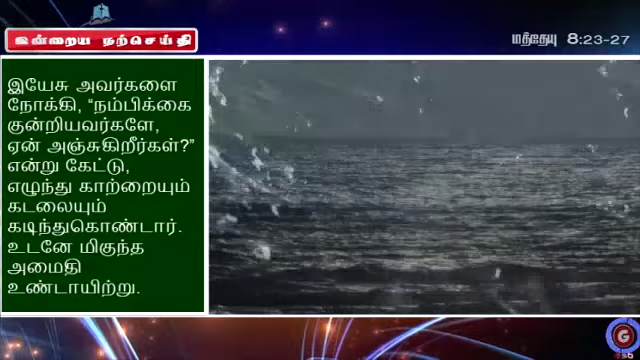 இன்றைய நற்செய்தி
மத்தேயு 8:23-27
இயேசு அவர்களை
நோக்கி, “நம்பிக்கை
குன்றியவர்களே,
ஏன் அஞ்சுகிறீர்கள்?”
என்று கேட்டு,
எழுந்து காற்றையும்
கடலையும்
கடிந்துகொண்டார்.
உடனே மிகுந்த
அமைதி
உண்டாயிற்று.
G